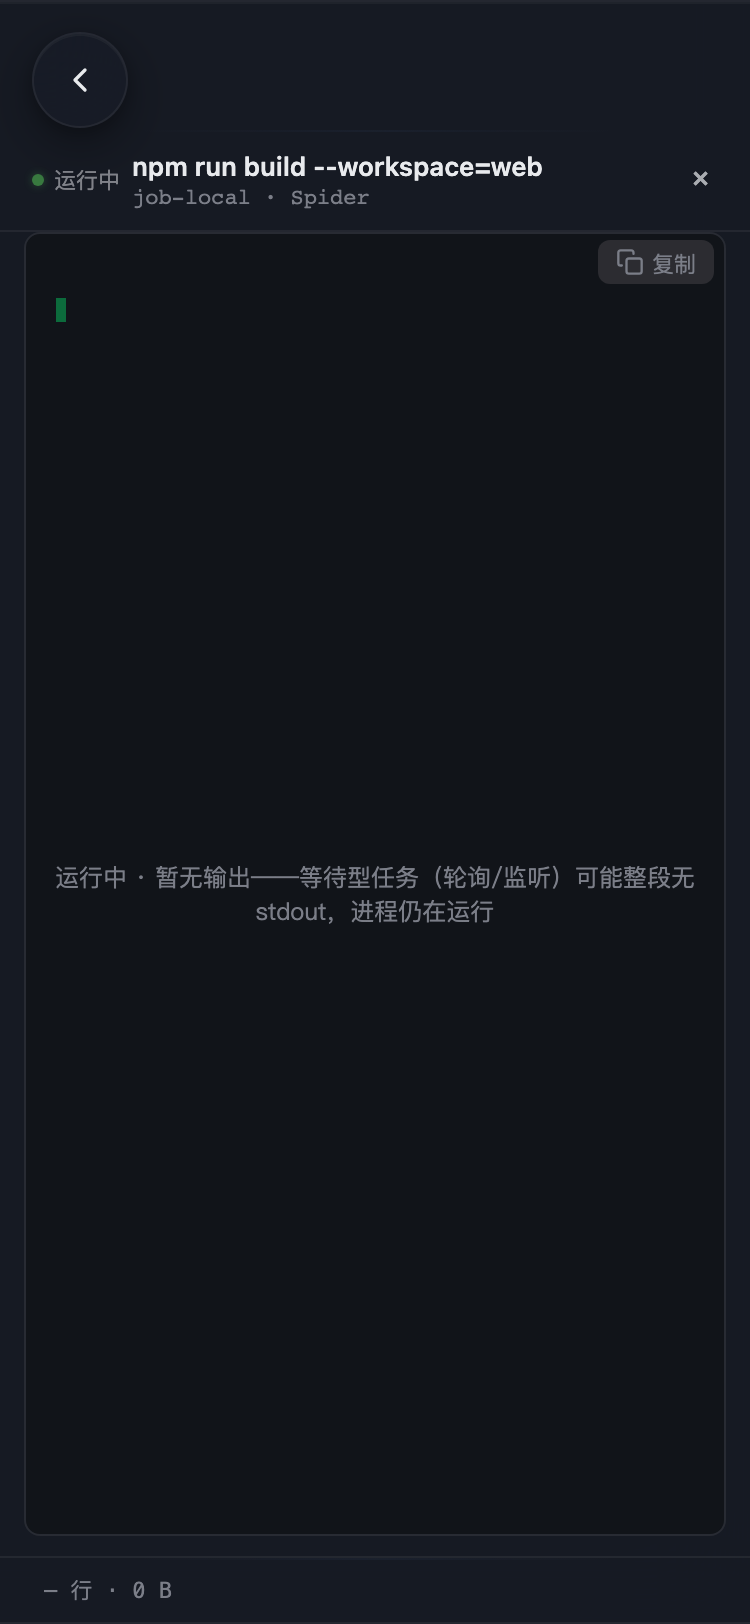 运行中 npm run build --workspace=web ×
job-local · Spider
复制
运行中 · 暂无输出——等待型任务（轮询/监听）可能整段无
stdout，进程仍在运行
— 行 · 0 B